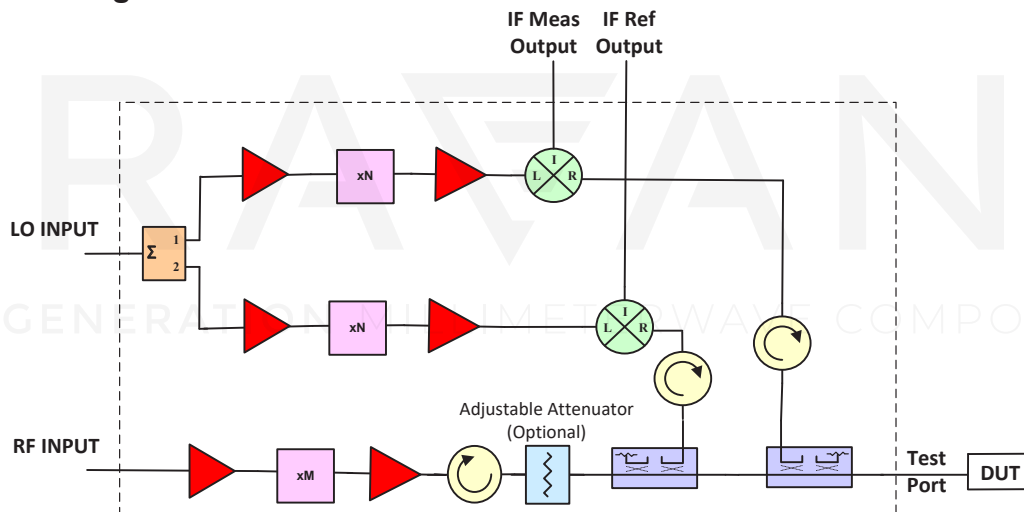 IF Meas
Output
IF Ref
Output
RAVAN
GENERATION MILLIMETERWAVE COMPO
LO INPUT
Σ
1
2
xN
L
I
R
xN
L
I
R
Adjustable Attenuator
(Optional)
RF INPUT
xM
Test
Port
DUT